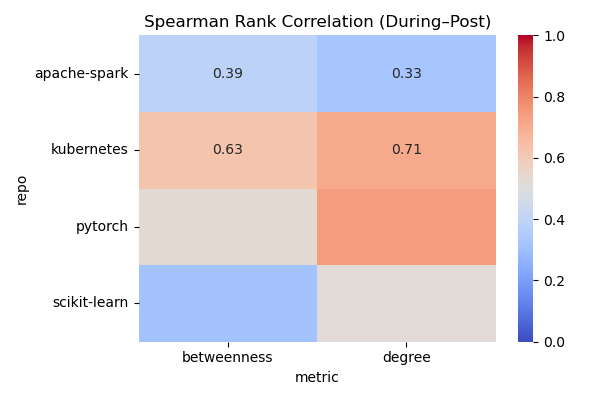 Spearman Rank Correlation (During–Post)
repo
apache-spark 0.39 0.33
kubernetes 0.63 0.71
pytorch
scikit-learn
betweenness degree
metric
1.0
0.8
0.6
0.4
0.2
0.0